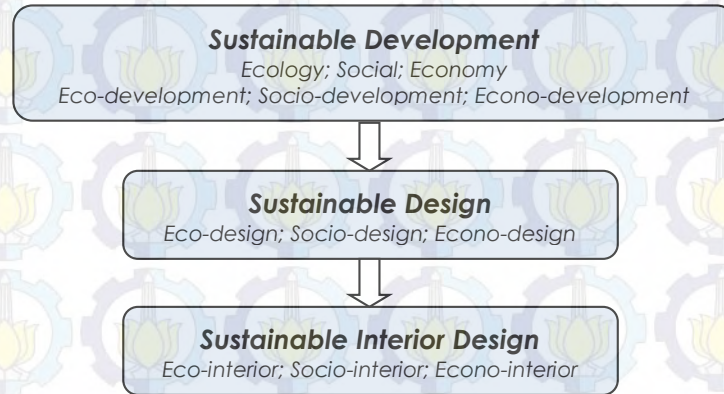 Sustainable Development
Ecology; Social; Economy
Eco-development; Socio-development; Econo-development
Sustainable Design
Eco-design; Socio-design; Econo-design
Sustainable Interior Design
Eco-interior; Socio-interior; Econo-interior